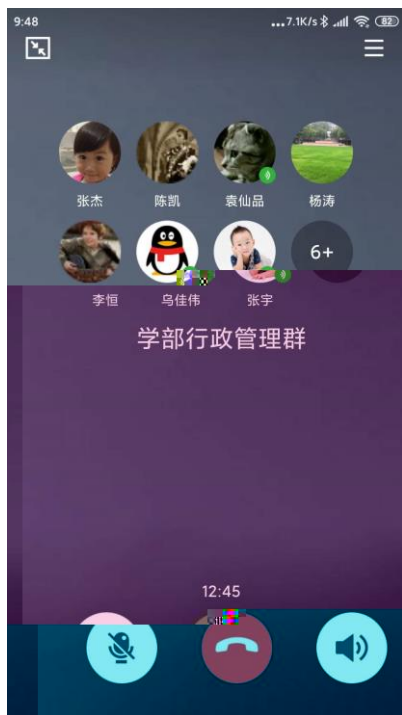 9:48 ...7.1K/s 82
张杰 陈凯 袁仙品 杨涛
6+
李恒 乌佳伟 张宇
学部行政管理群
12:45